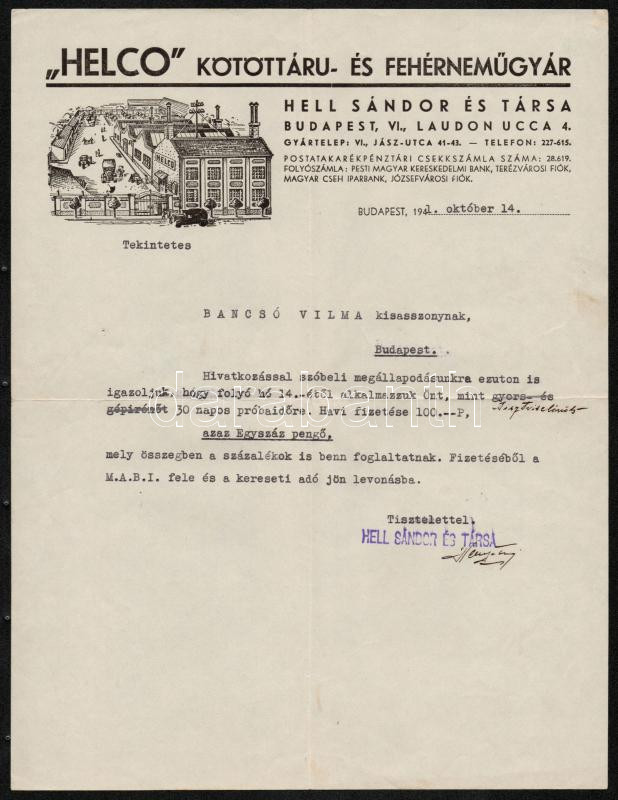 „HELCO” KÖTÖTTÁRU- ÉS FEHÉRNEMŰGYÁR
HELL SÁNDOR ÉS TÁRSA
BUDAPEST, VI., LAUDON UCCA 4.
GYÁRTELEP: VI., JÁSZ-UTCA 41-43. — TELEFON: 227-615.
POSTATAKARÉKPÉNZTÁRI CSEKKSZÁMLA SZÁMA: 28.619.
FOLYÓSZÁMLA: PESTI MAGYAR KERESKEDELMI BANK, TERÉZVÁROSI FIÓK,
MAGYAR CSEH IPARBANK, JÓZSEFVÁROSI FIÓK.
HELCO
BUDAPEST, 1941. október 14.
Tekintetes
BANCSÓ VILMA kisasszonynak,
Budapest.
Hivatkozással szóbeli megállapodásunkra ezuton is
igazoljuk, hogy folyó hó 14.-étől alkalmazzuk Önt, mint gyors- és
gépirónőt 30 napos próbaidőre. Havi fizetése 100.--P,
azaz Egyszáz pengő,
mely összegben a százalékok is benn foglaltatnak. Fizetéséből a
M.A.B.I. fele és a kereseti adó jön levonásba.
Tisztelettel:
HELL SÁNDOR ÉS TÁRSA
darabanth